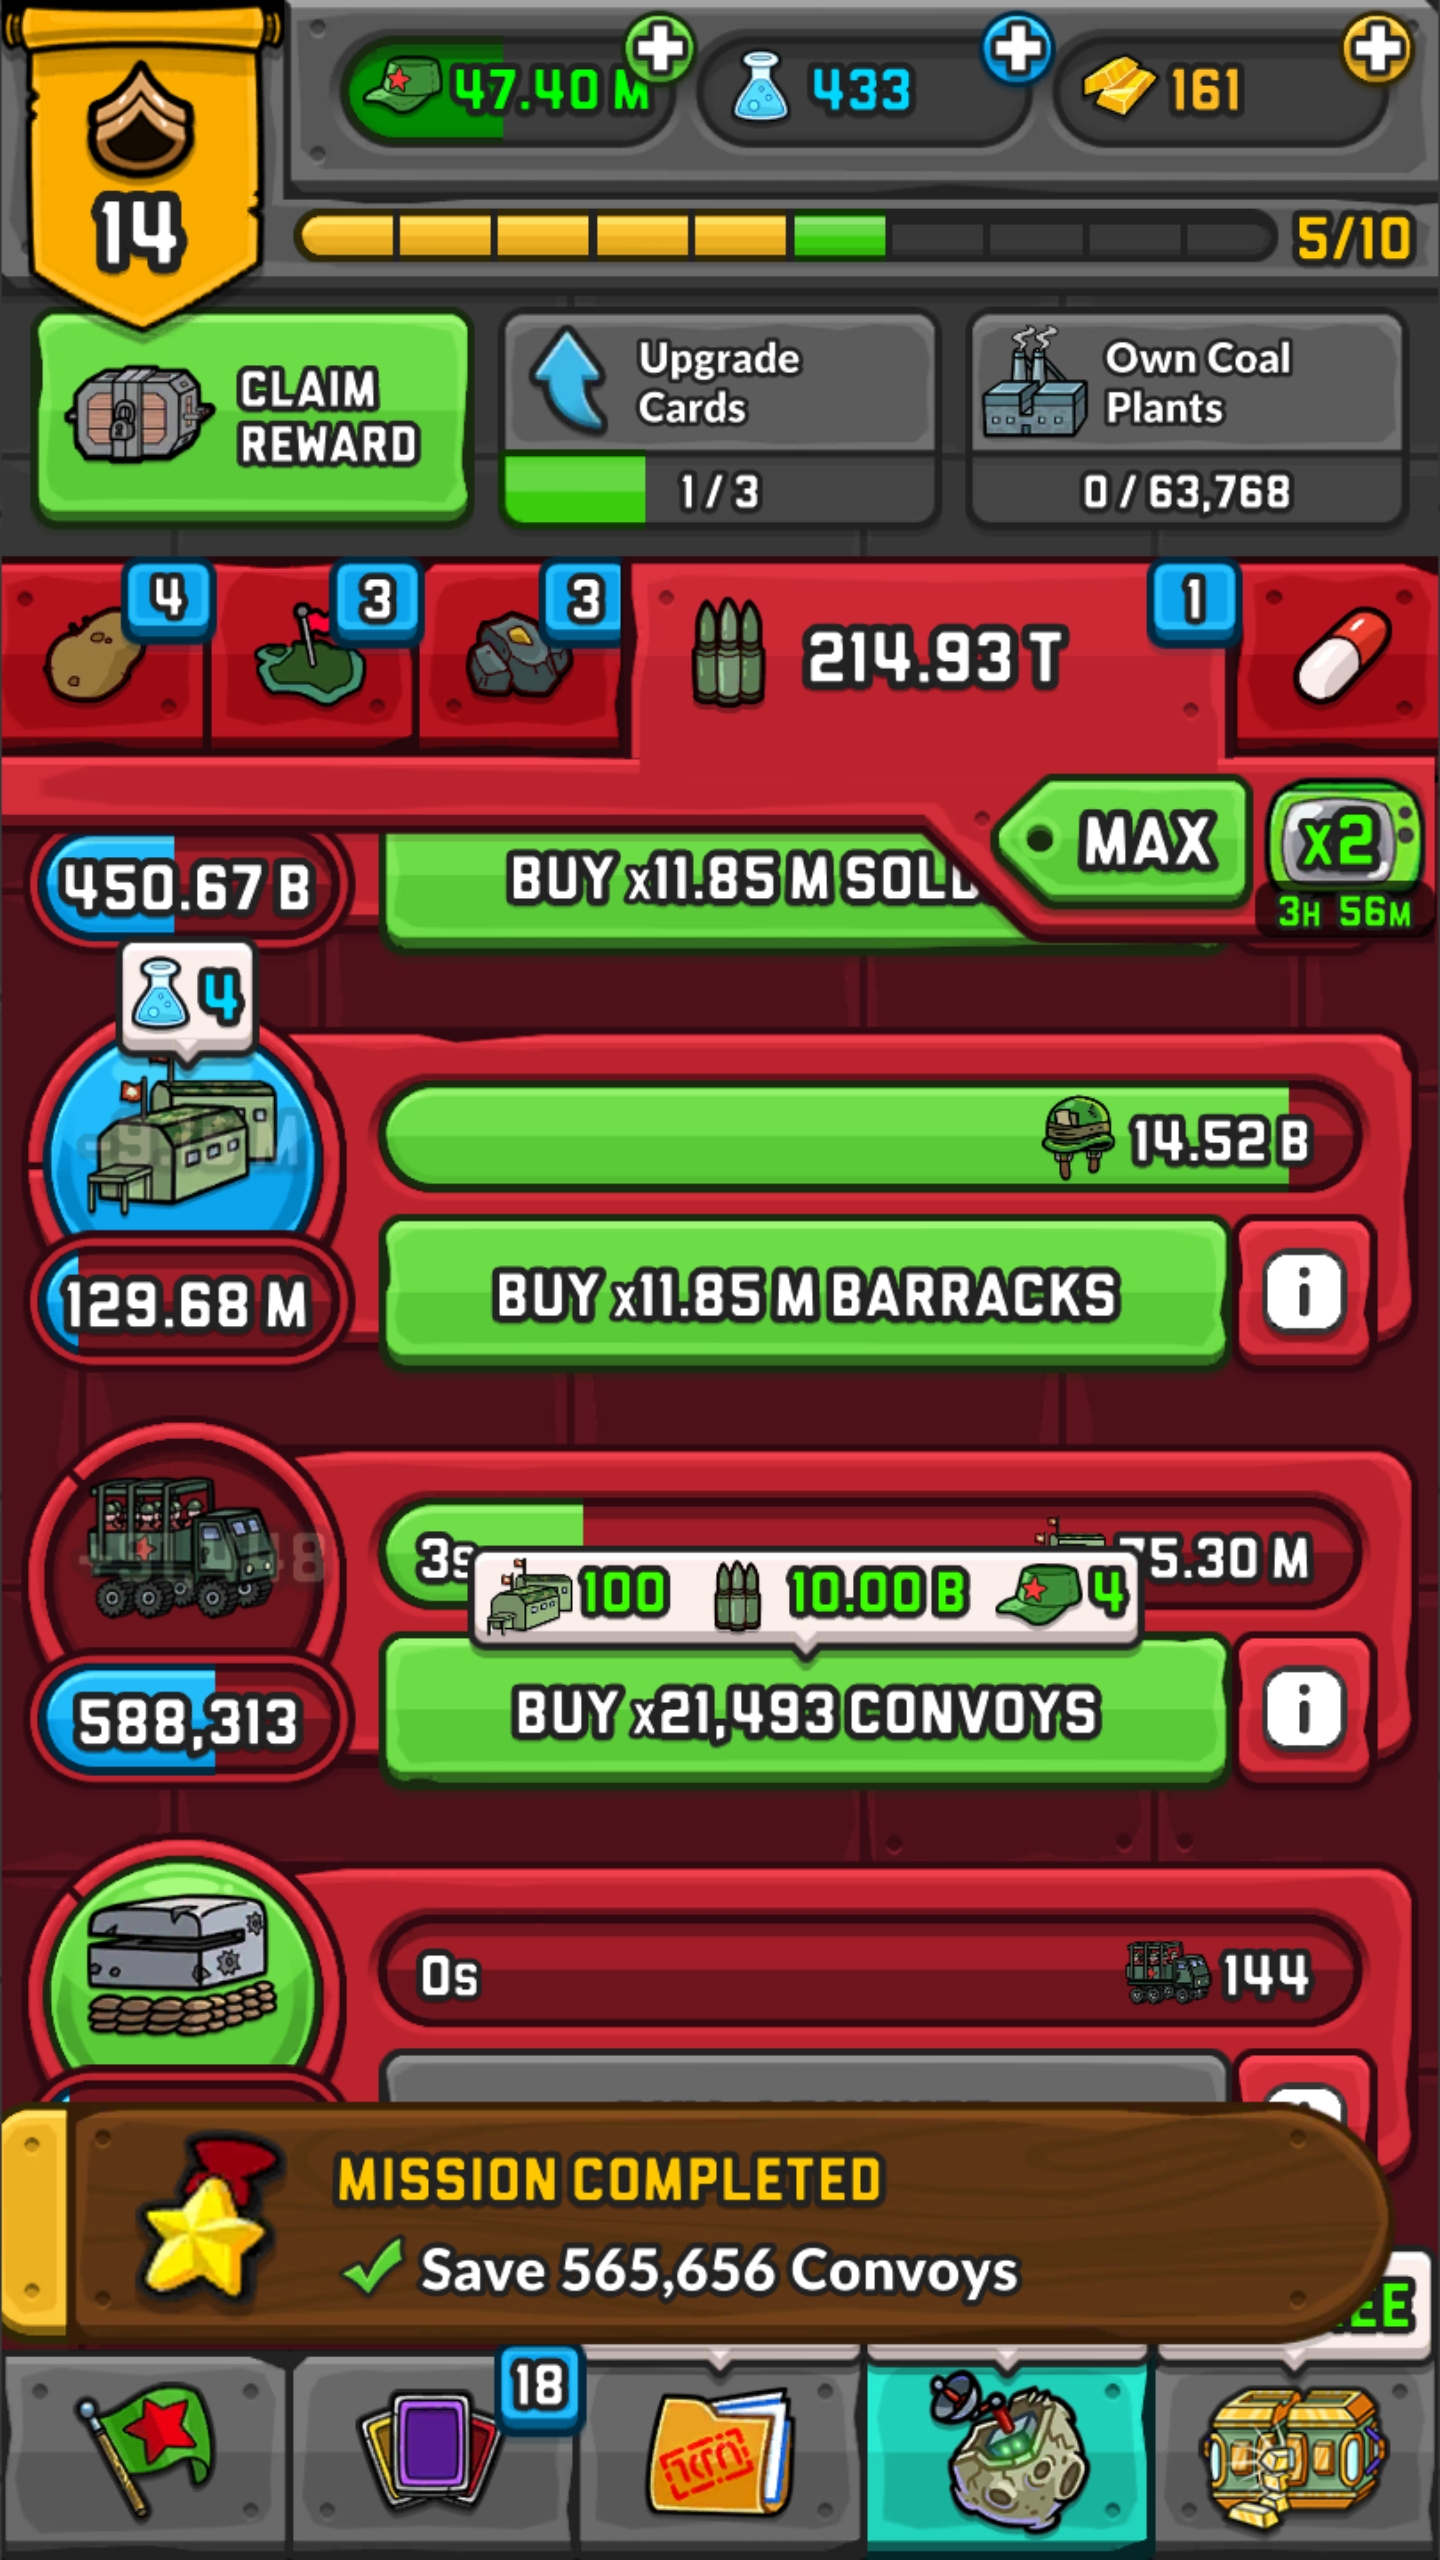 14
47.40 M
433
161
5/10
CLAIM
REWARD
Upgrade
Cards
1 / 3
Own Coal
Plants
0 / 63,768
4
3
3
214.93 T
1
MAX
x2
3H 56M
450.67 B
BUY x11.85 M
4
14.52 B
129.68 M
BUY x11.85 M BARRACKS
i
3s
75.30 M
100
10.00 B
4
588,313
BUY x21,493 CONVOYS
i
0s
144
MISSION COMPLETED
Save 565,656 Convoys
18